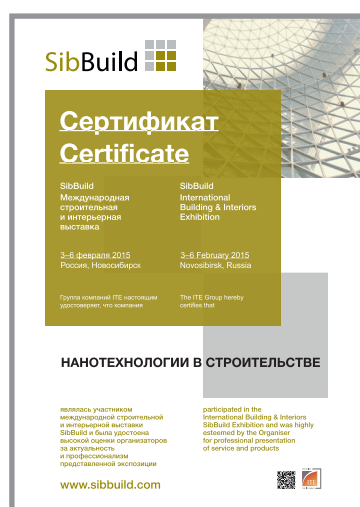 SibBuild
Сертификат
Certificate
SibBuild
Международная
строительная
и интерьерная
выставка
SibBuild
International
Building & Interiors
Exhibition
3–6 февраля 2015
Россия, Новосибирск
3–6 February 2015
Novosibirsk, Russia
Группа компаний ITE настоящим
удостоверяет, что компания
The ITE Group hereby
certifies that
НАНОТЕХНОЛОГИИ В СТРОИТЕЛЬСТВЕ
являлась участником
международной строительной
и интерьерной выставки
SibBuild и была удостоена
высокой оценки организаторов
за актуальность
и профессионализм
представленной экспозиции
participated in the
International Building & Interiors
SibBuild Exhibition and was highly
esteemed by the Organiser
for professional presentation
of service and products
www.sibbuild.com
ITE